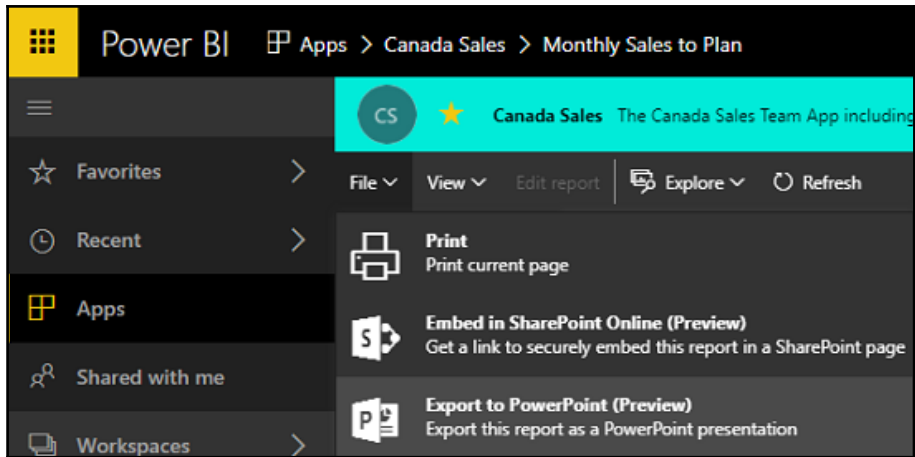 Power BI Apps > Canada Sales > Monthly Sales to Plan
CS Canada Sales The Canada Sales Team App including
Favorites
File View Edit report Explore Refresh
Recent
Print
Print current page
Apps
Embed in SharePoint Online (Preview)
Get a link to securely embed this report in a SharePoint page
Shared with me
Export to PowerPoint (Preview)
Export this report as a PowerPoint presentation
Workspaces